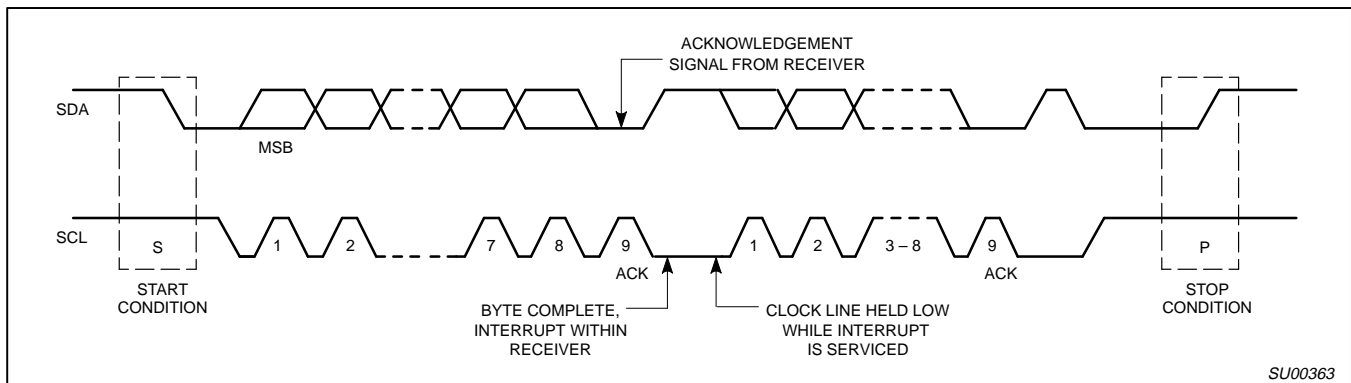 ACKNOWLEDGEMENT
SIGNAL FROM RECEIVER
SDA
MSB
SCL
S
1
2
7
8
9
ACK
1
2
3 – 8
9
ACK
P
START
CONDITION
BYTE COMPLETE,
INTERRUPT WITHIN
RECEIVER
CLOCK LINE HELD LOW
WHILE INTERRUPT
IS SERVICED
STOP
CONDITION
SU00363